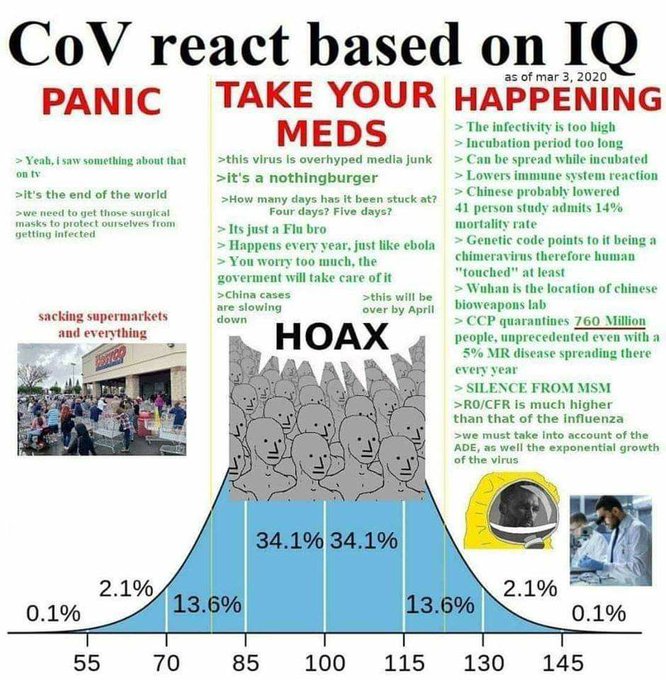 CoV react based on IQ
as of mar 3, 2020
PANIC
> Yeah, i saw something about that
on tv
>it's the end of the world
>we need to get those surgical
masks to protect ourselves from
getting infected
sacking supermarkets
and everything
TAKE YOUR
MEDS
>this virus is overhyped media junk
>it's a nothingburger
>How many days has it been stuck at?
Four days? Five days?
> Its just a Flu bro
> Happens every year, just like ebola
> You worry too much, the
goverment will take care of it
>China cases
are slowing
down
>this will be
over by April
HOAX
HAPPENING
> The infectivity is too high
> Incubation period too long
> Can be spread while incubated
> Lowers immune system reaction
> Chinese probably lowered
41 person study admits 14%
mortality rate
> Genetic code points to it being a
chimeravirus therefore human
"touched" at least
> Wuhan is the location of chinese
bioweapons lab
> CCP quarantines 760 Million
people, unprecedented even with a
5% MR disease spreading there
every year
> SILENCE FROM MSM
>R0/CFR is much higher
than that of the influenza
>we must take into account of the
ADE, as well the exponential growth
of the virus
34.1% 34.1%
0.1% 2.1% 13.6% 13.6% 2.1% 0.1%
55 70 85 100 115 130 145